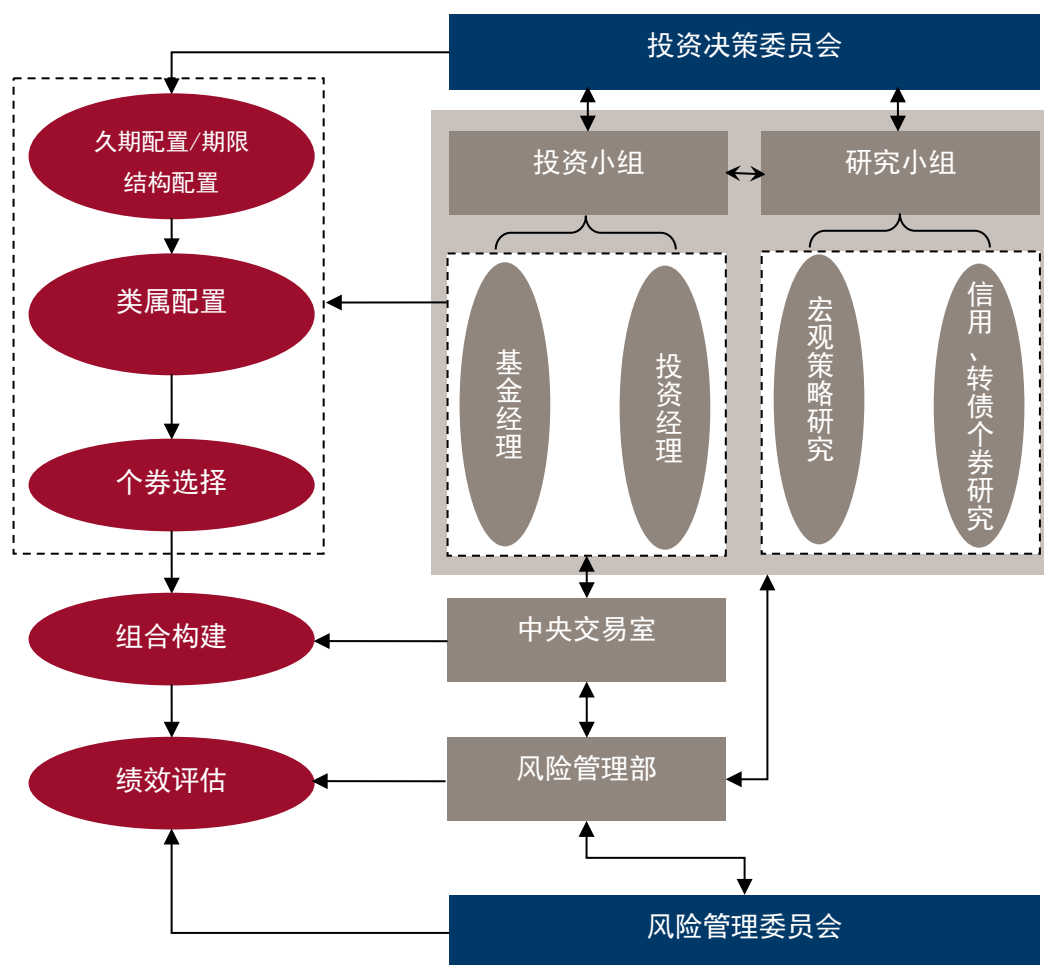 投资决策委员会
久期配置/期限
结构配置
投资小组
研究小组
类属配置
基金经理
投资经理
宏观策略研究
信用、转债个券研究
个券选择
组合构建
中央交易室
绩效评估
风险管理部
风险管理委员会